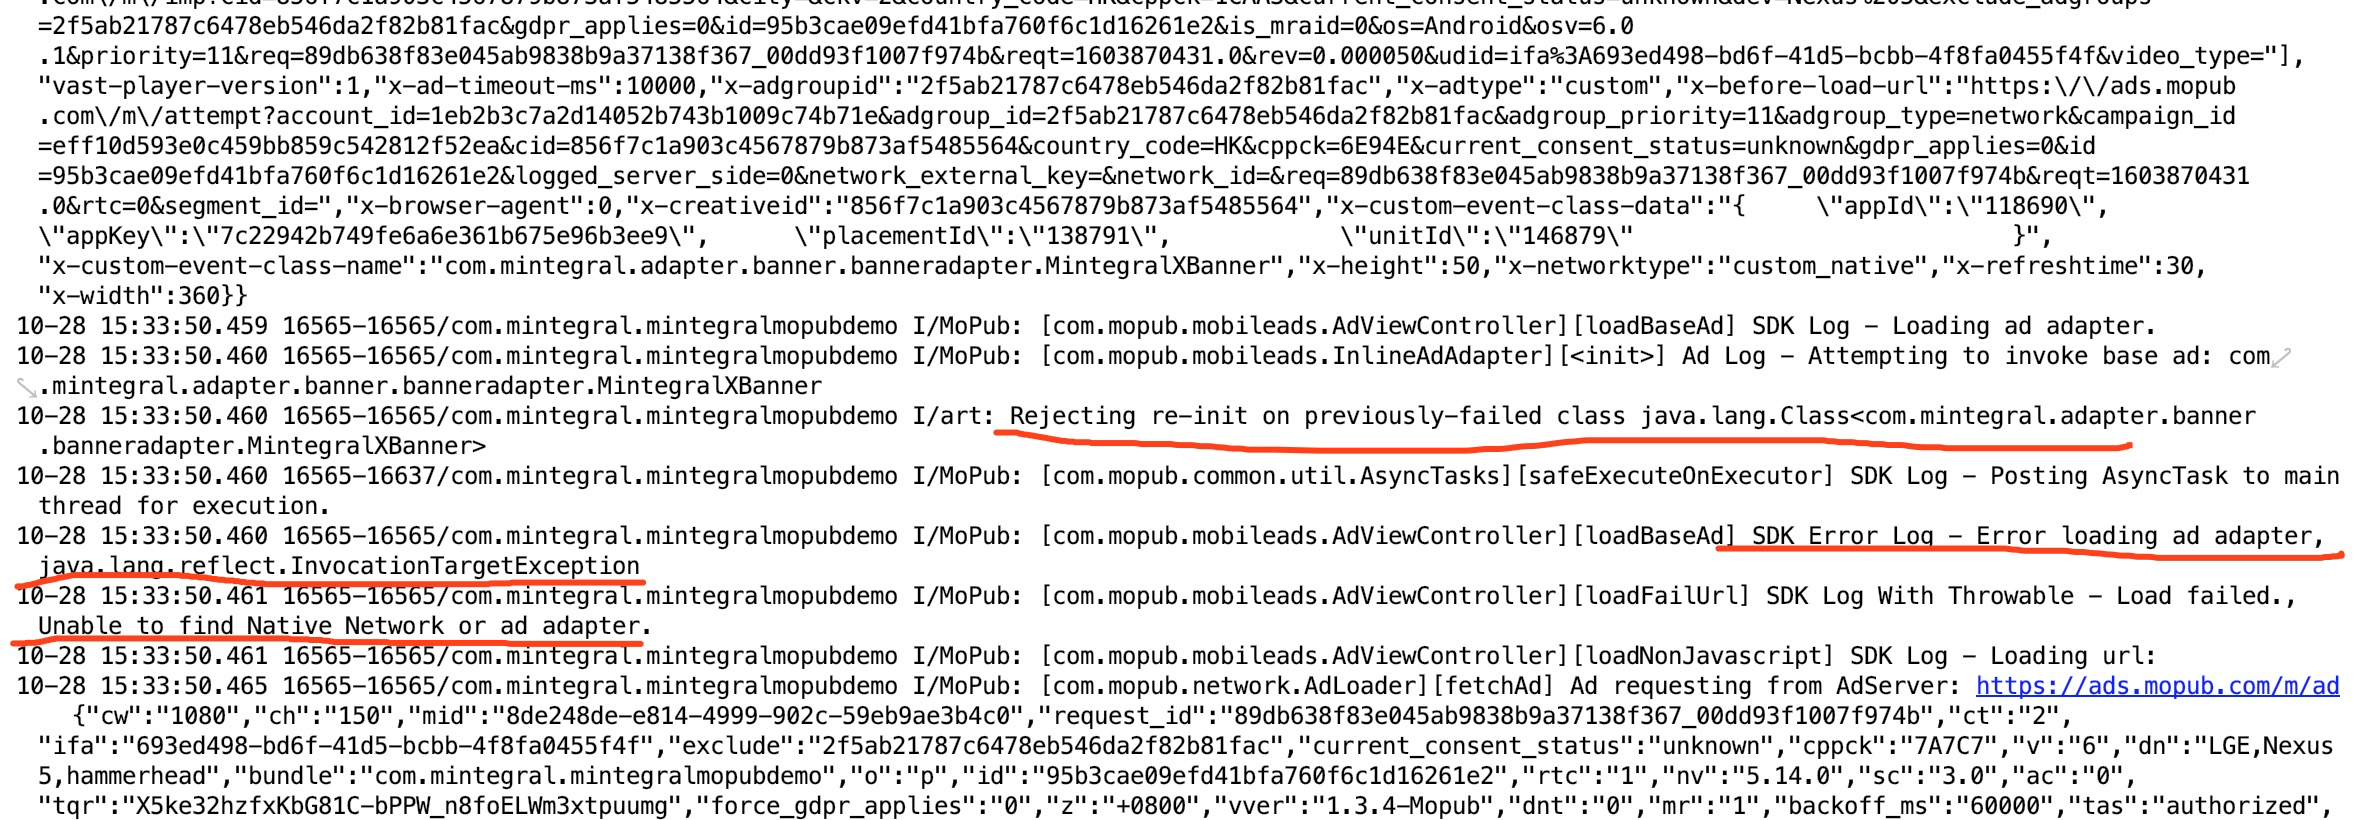 =2f5ab21787c6478eb546da2f82b81fac&gdpr_applies=0&id=95b3cae09efd41bfa760f6c1d16261e2&is_mraid=0&os=Android&osv=6.0
.1&priority=11&req=89db638f83e045ab9838b9a37138f367_00dd93f1007f974b&reqt=1603870431.0&rev=0.000050&udid=ifa%3A693ed498-bd6f-41d5-bcbb-4f8fa0455f4f&video_type="],
"vast-player-version":1,"x-ad-timeout-ms":10000,"x-adgroupid":"2f5ab21787c6478eb546da2f82b81fac","x-adtype":"custom","x-before-load-url":"https:\/\/ads.mopub
.com\/m\/attempt?account_id=1eb2b3c7a2d14052b743b1009c74b71e&adgroup_id=2f5ab21787c6478eb546da2f82b81fac&adgroup_priority=11&adgroup_type=network&campaign_id
=eff10d593e0c459bb859c542812f52ea&cid=856f7c1a903c4567879b873af5485564&country_code=HK&cppck=6E94E&current_consent_status=unknown&gdpr_applies=0&id
=95b3cae09efd41bfa760f6c1d16261e2&logged_server_side=0&network_external_key=&network_id=&req=89db638f83e045ab9838b9a37138f367_00dd93f1007f974b&reqt=1603870431
.0&rtc=0&segment_id=","x-browser-agent":0,"x-creativeid":"856f7c1a903c4567879b873af5485564","x-custom-event-class-data":"{     \"appId\":\"118690\",
\"appKey\":\"7c22942b749fe6a6e361b675e96b3ee9\",      \"placementId\":\"138791\",            \"unitId\":\"146879\"                           }",
"x-custom-event-class-name":"com.mintegral.adapter.banner.banneradapter.MintegralXBanner","x-height":50,"x-networktype":"custom_native","x-refreshtime":30,
"x-width":360}}
10-28 15:33:50.459 16565-16565/com.mintegral.mintegralmopubdemo I/MoPub: [com.mopub.mobileads.AdViewController][loadBaseAd] SDK Log - Loading ad adapter.
10-28 15:33:50.460 16565-16565/com.mintegral.mintegralmopubdemo I/MoPub: [com.mopub.mobileads.InlineAdAdapter][<init>] Ad Log - Attempting to invoke base ad: com
.mintegral.adapter.banner.banneradapter.MintegralXBanner
10-28 15:33:50.460 16565-16565/com.mintegral.mintegralmopubdemo I/art: Rejecting re-init on previously-failed class java.lang.Class<com.mintegral.adapter.banner
.banneradapter.MintegralXBanner>
10-28 15:33:50.460 16565-16637/com.mintegral.mintegralmopubdemo I/MoPub: [com.mopub.common.util.AsyncTasks][safeExecuteOnExecutor] SDK Log - Posting AsyncTask to main
thread for execution.
10-28 15:33:50.460 16565-16565/com.mintegral.mintegralmopubdemo I/MoPub: [com.mopub.mobileads.AdViewController][loadBaseAd] SDK Error Log - Error loading ad adapter,
java.lang.reflect.InvocationTargetException
10-28 15:33:50.461 16565-16565/com.mintegral.mintegralmopubdemo I/MoPub: [com.mopub.mobileads.AdViewController][loadFailUrl] SDK Log With Throwable - Load failed.,
Unable to find Native Network or ad adapter.
10-28 15:33:50.461 16565-16565/com.mintegral.mintegralmopubdemo I/MoPub: [com.mopub.mobileads.AdViewController][loadNonJavascript] SDK Log - Loading url:
10-28 15:33:50.465 16565-16565/com.mintegral.mintegralmopubdemo I/MoPub: [com.mopub.network.AdLoader][fetchAd] Ad requesting from AdServer: https://ads.mopub.com/m/ad
{"cw":"1080","ch":"150","mid":"8de248de-e814-4999-902c-59eb9ae3b4c0","request_id":"89db638f83e045ab9838b9a37138f367_00dd93f1007f974b","ct":"2",
"ifa":"693ed498-bd6f-41d5-bcbb-4f8fa0455f4f","exclude":"2f5ab21787c6478eb546da2f82b81fac","current_consent_status":"unknown","cppck":"7A7C7","v":"6","dn":"LGE,Nexus
5,hammerhead","bundle":"com.mintegral.mintegralmopubdemo","o":"p","id":"95b3cae09efd41bfa760f6c1d16261e2","rtc":"1","nv":"5.14.0","sc":"3.0","ac":"0",
"tqr":"X5ke32hzfxKbG81C-bPPW_n8foELWm3xtpuumg","force_gdpr_applies":"0","z":"+0800","vver":"1.3.4-Mopub","dnt":"0","mr":"1","backoff_ms":"60000","tas":"authorized",